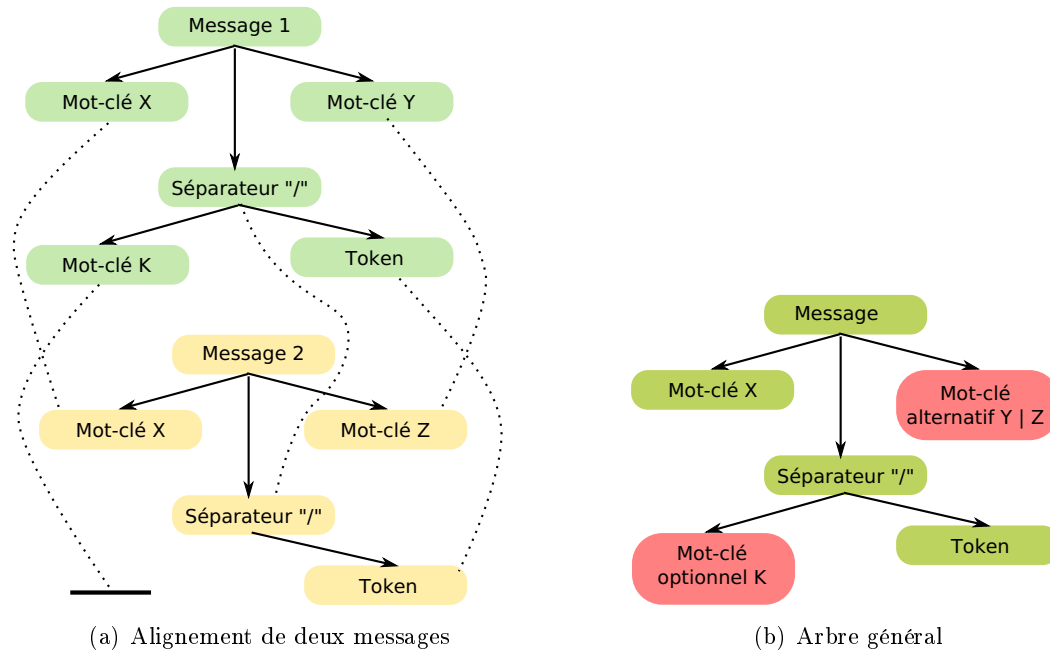 Message 1
Mot-clé X
Mot-clé Y
Séparateur "/"
Mot-clé K
Token
Message 2
Mot-clé X
Mot-clé Z
Séparateur "/"
Token
(a) Alignement de deux messages
Message
Mot-clé X
Mot-clé
alternatif Y | Z
Séparateur "/"
Mot-clé
optionnel K
Token
(b) Arbre général